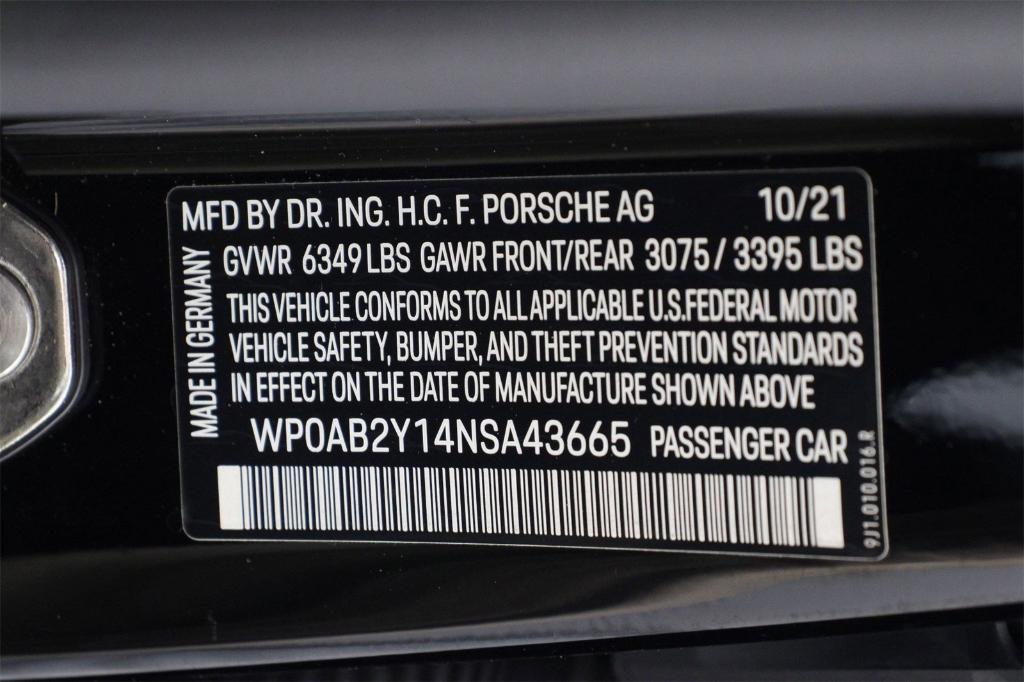 MFD BY DR. ING. H.C. F. PORSCHE AG 10/21
GVWR 6349 LBS GAWR FRONT/REAR 3075 / 3395 LBS
THIS VEHICLE CONFORMS TO ALL APPLICABLE U.S.FEDERAL MOTOR
VEHICLE SAFETY, BUMPER, AND THEFT PREVENTION STANDARDS
IN EFFECT ON THE DATE OF MANUFACTURE SHOWN ABOVE
WP0AB2Y14NSA43665 PASSENGER CAR
MADE IN GERMANY
9J1.010.016.R